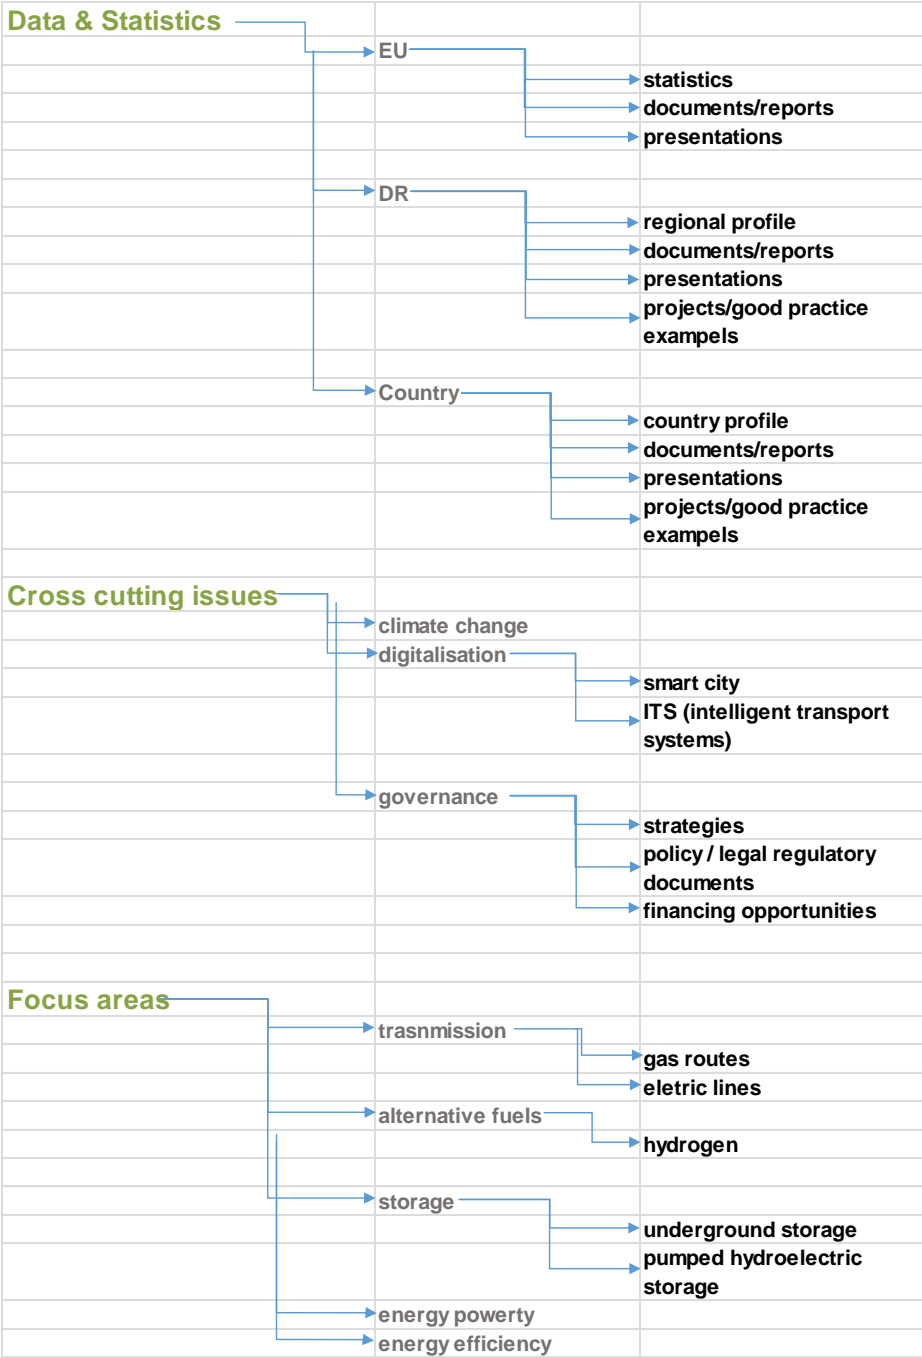 Data & Statistics
EU
statistics
documents/reports
presentations
DR
regional profile
documents/reports
presentations
projects/good practice
exampels
Country
country profile
documents/reports
presentations
projects/good practice
exampels
Cross cutting issues
climate change
digitalisation
smart city
ITS (intelligent transport
systems)
governance
strategies
policy / legal regulatory
documents
financing opportunities
Focus areas
trasnmission
gas routes
eletric lines
alternative fuels
hydrogen
storage
underground storage
pumped hydroelectric
storage
energy powerty
energy efficiency